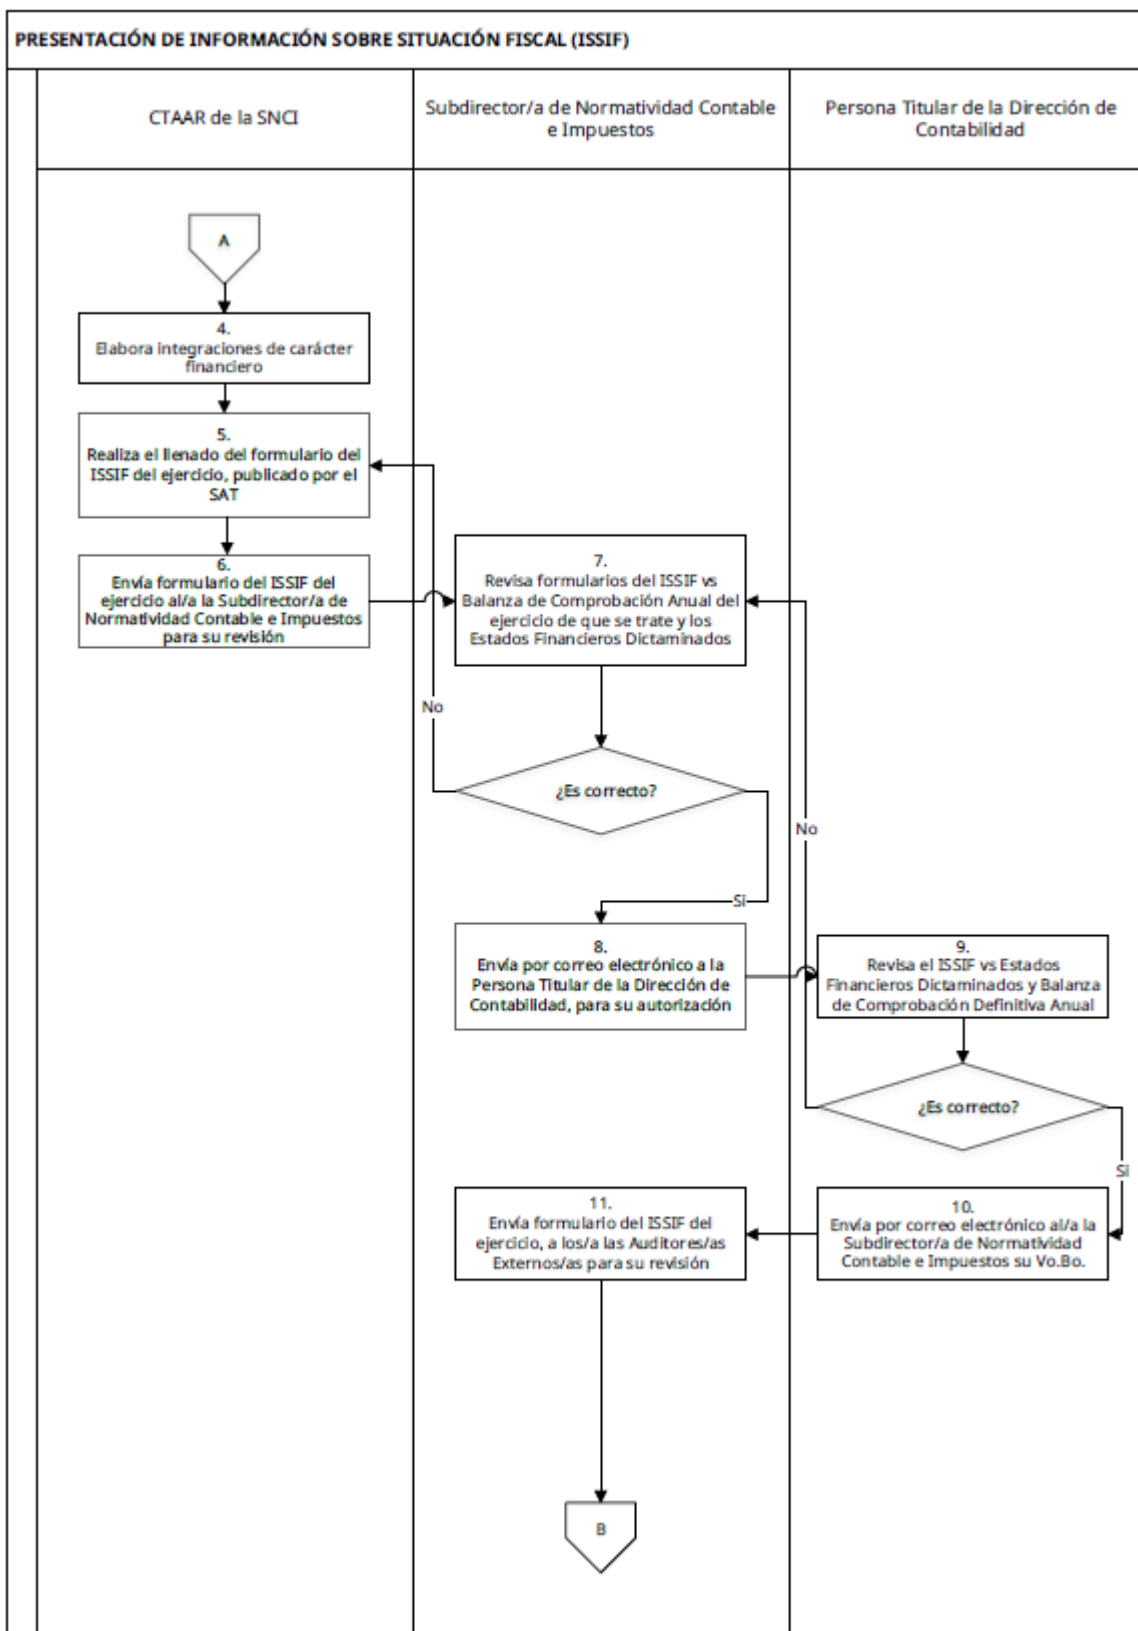 PRESENTACIÓN DE INFORMACIÓN SOBRE SITUACIÓN FISCAL (ISSIF)
CTAAR de la SNCI
Subdirector/a de Normatividad Contable
e Impuestos
Persona Titular de la Dirección de
Contabilidad
A
4.
Elabora integraciones de carácter
financiero
5.
Realiza el llenado del formulario del
ISSIF del ejercicio, publicado por el
SAT
6.
Envía formulario del ISSIF del
ejercicio al/a la Subdirector/a de
Normatividad Contable e Impuestos
para su revisión
7.
Revisa formularios del ISSIF vs
Balanza de Comprobación Anual del
ejercicio de que se trate y los
Estados Financieros Dictaminados
No
¿Es correcto?
Si
8.
Envía por correo electrónico a la
Persona Titular de la Dirección de
Contabilidad, para su autorización
No
9.
Revisa el ISSIF vs Estados
Financieros Dictaminados y Balanza
de Comprobación Definitiva Anual
¿Es correcto?
Si
10.
Envía por correo electrónico al/a la
Subdirector/a de Normatividad
Contable e Impuestos su Vo.Bo.
11.
Envía formulario del ISSIF del
ejercicio, a los/a las Auditores/as
Externos/as para su revisión
B